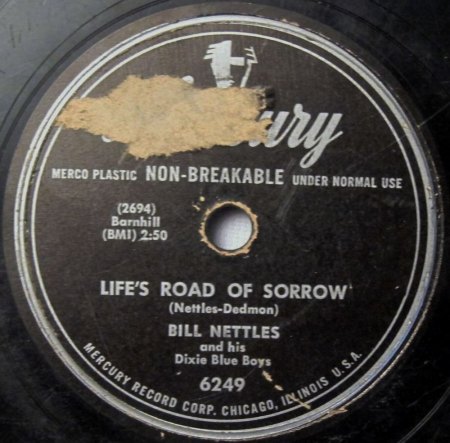 MERCO PLASTIC NON-BREAKABLE UNDER NORMAL USE
(2694)
Barnhill
(BMI) 2:50
LIFE'S ROAD OF SORROW
(Nettles-Dedmon)
BILL NETTLES
and his
Dixie Blue Boys
6249
MERCURY RECORD CORP. CHICAGO, ILLINOIS U.S.A.